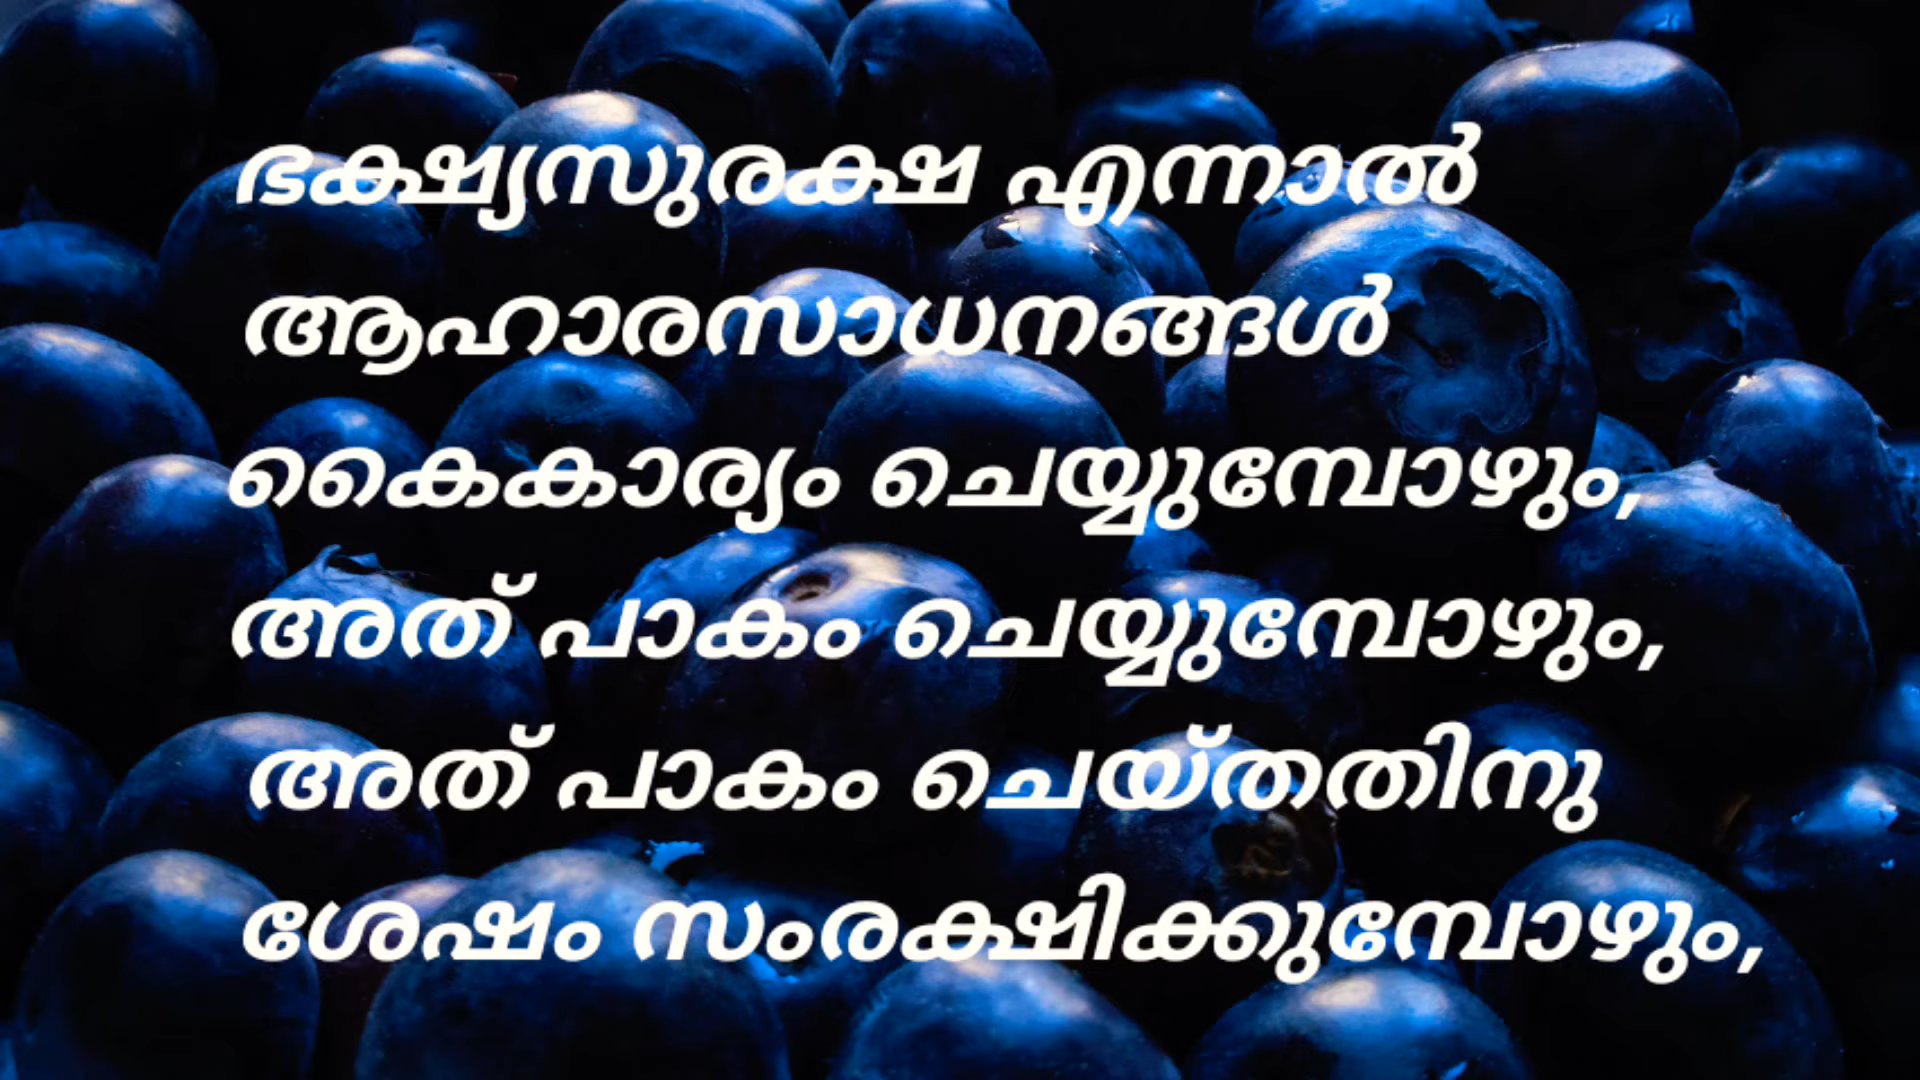 ഭക്ഷ്യസുരക്ഷ എന്നാൽ
ആഹാരസാധനങ്ങൾ
കൈകാര്യം ചെയ്യുമ്പോഴും,
അത് പാകം ചെയ്യുമ്പോഴും,
അത് പാകം ചെയ്തതിനു
ശേഷം സംരക്ഷിക്കുമ്പോഴും,